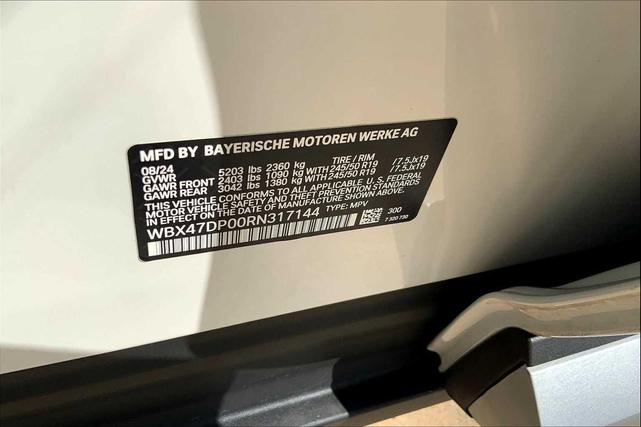 MFD BY BAYERISCHE MOTOREN WERKE AG
08/24 TIRE / RIM
GVWR 5203 lbs 2360 kg
GAWR FRONT 2403 lbs 1090 kg WITH 245/50 R19 / 7.5Jx19
GAWR REAR 3042 lbs 1380 kg WITH 245/50 R19 / 7.5Jx19
THIS VEHICLE CONFORMS TO ALL APPLICABLE U. S. FEDERAL
MOTOR VEHICLE SAFETY AND THEFT PREVENTION STANDARDS
IN EFFECT ON THE DATE OF MANUFACTURE SHOWN ABOVE.
WBX47DP00RN317144 TYPE: MPV
300
7 520 730